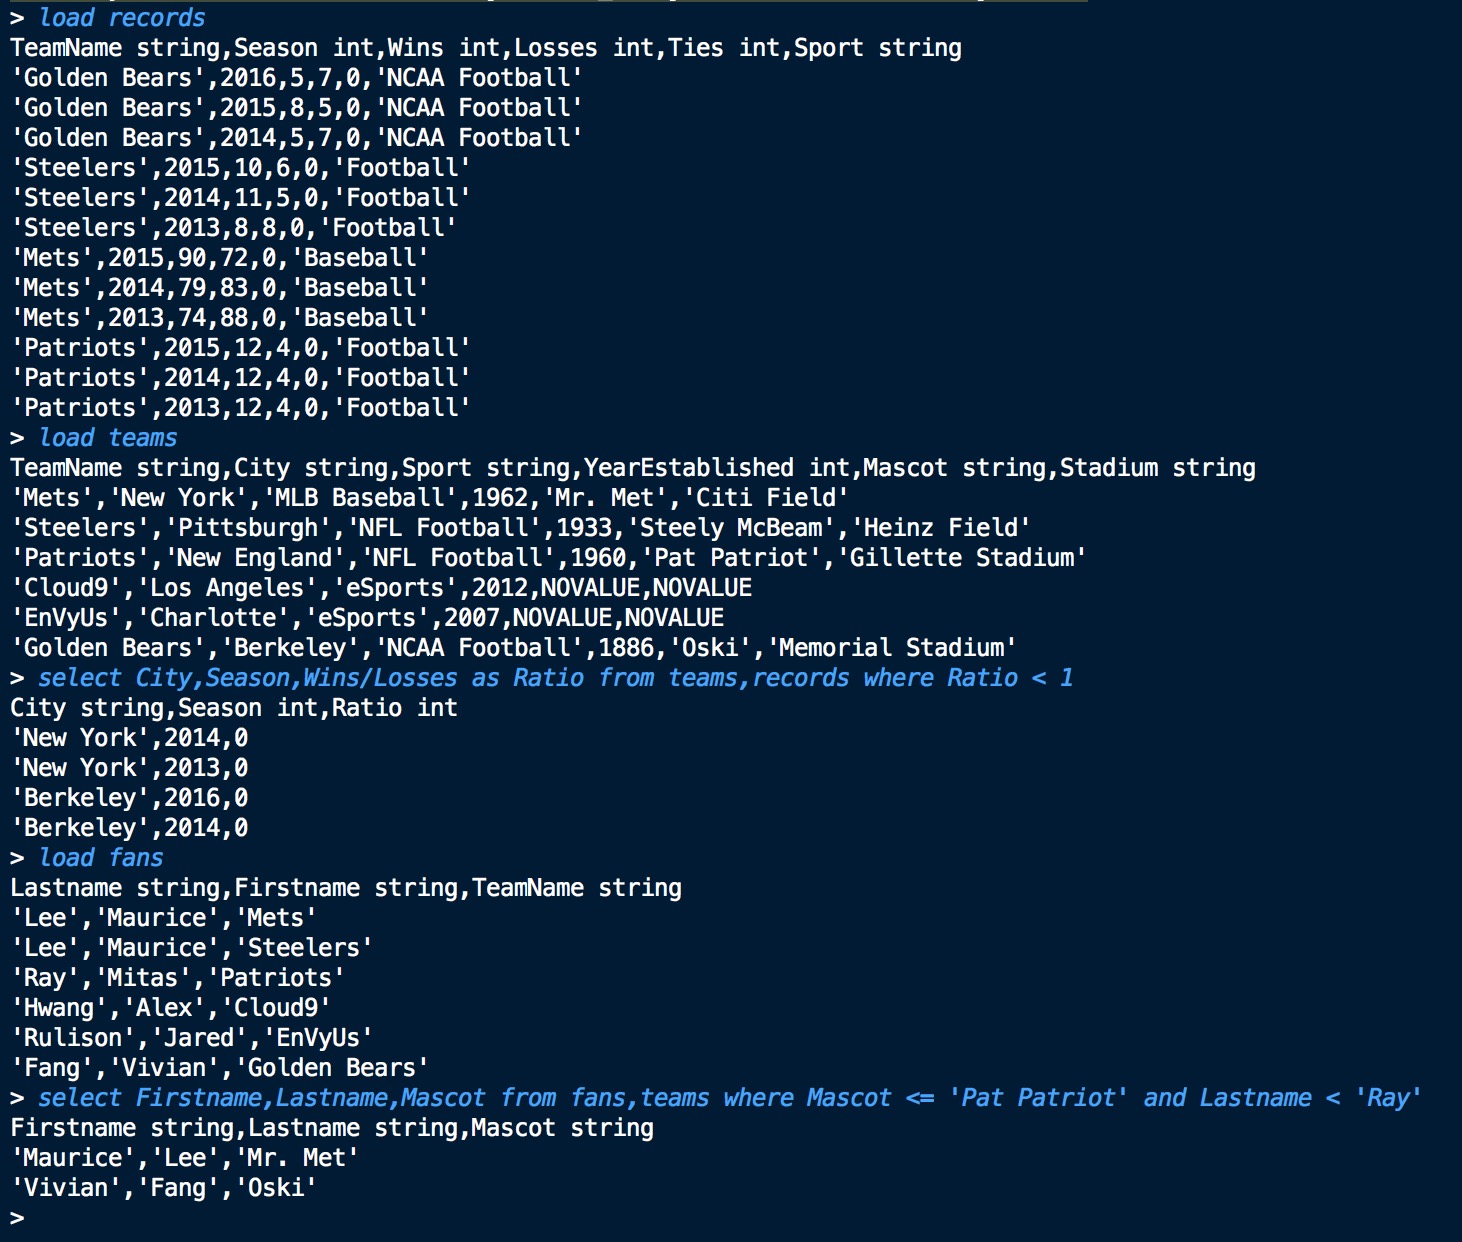 > load records
TeamName string,Season int,Wins int,Losses int,Ties int,Sport string
'Golden Bears',2016,5,7,0,'NCAA Football'
'Golden Bears',2015,8,5,0,'NCAA Football'
'Golden Bears',2014,5,7,0,'NCAA Football'
'Steelers',2015,10,6,0,'Football'
'Steelers',2014,11,5,0,'Football'
'Steelers',2013,8,8,0,'Football'
'Mets',2015,90,72,0,'Baseball'
'Mets',2014,79,83,0,'Baseball'
'Mets',2013,74,88,0,'Baseball'
'Patriots',2015,12,4,0,'Football'
'Patriots',2014,12,4,0,'Football'
'Patriots',2013,12,4,0,'Football'
> load teams
TeamName string,City string,Sport string,YearEstablished int,Mascot string,Stadium string
'Mets','New York','MLB Baseball',1962,'Mr. Met','Citi Field'
'Steelers','Pittsburgh','NFL Football',1933,'Steely McBeam','Heinz Field'
'Patriots','New England','NFL Football',1960,'Pat Patriot','Gillette Stadium'
'Cloud9','Los Angeles','eSports',2012,NOVALUE,NOVALUE
'EnVyUs','Charlotte','eSports',2007,NOVALUE,NOVALUE
'Golden Bears','Berkeley','NCAA Football',1886,'Oski','Memorial Stadium'
> select City,Season,Wins/Losses as Ratio from teams,records where Ratio < 1
City string,Season int,Ratio int
'New York',2014,0
'New York',2013,0
'Berkeley',2016,0
'Berkeley',2014,0
> load fans
Lastname string,Firstname string,TeamName string
'Lee','Maurice','Mets'
'Lee','Maurice','Steelers'
'Ray','Mitas','Patriots'
'Hwang','Alex','Cloud9'
'Rulison','Jared','EnVyUs'
'Fang','Vivian','Golden Bears'
> select Firstname,Lastname,Mascot from fans,teams where Mascot <= 'Pat Patriot' and Lastname < 'Ray'
Firstname string,Lastname string,Mascot string
'Maurice','Lee','Mr. Met'
'Vivian','Fang','Oski'
>